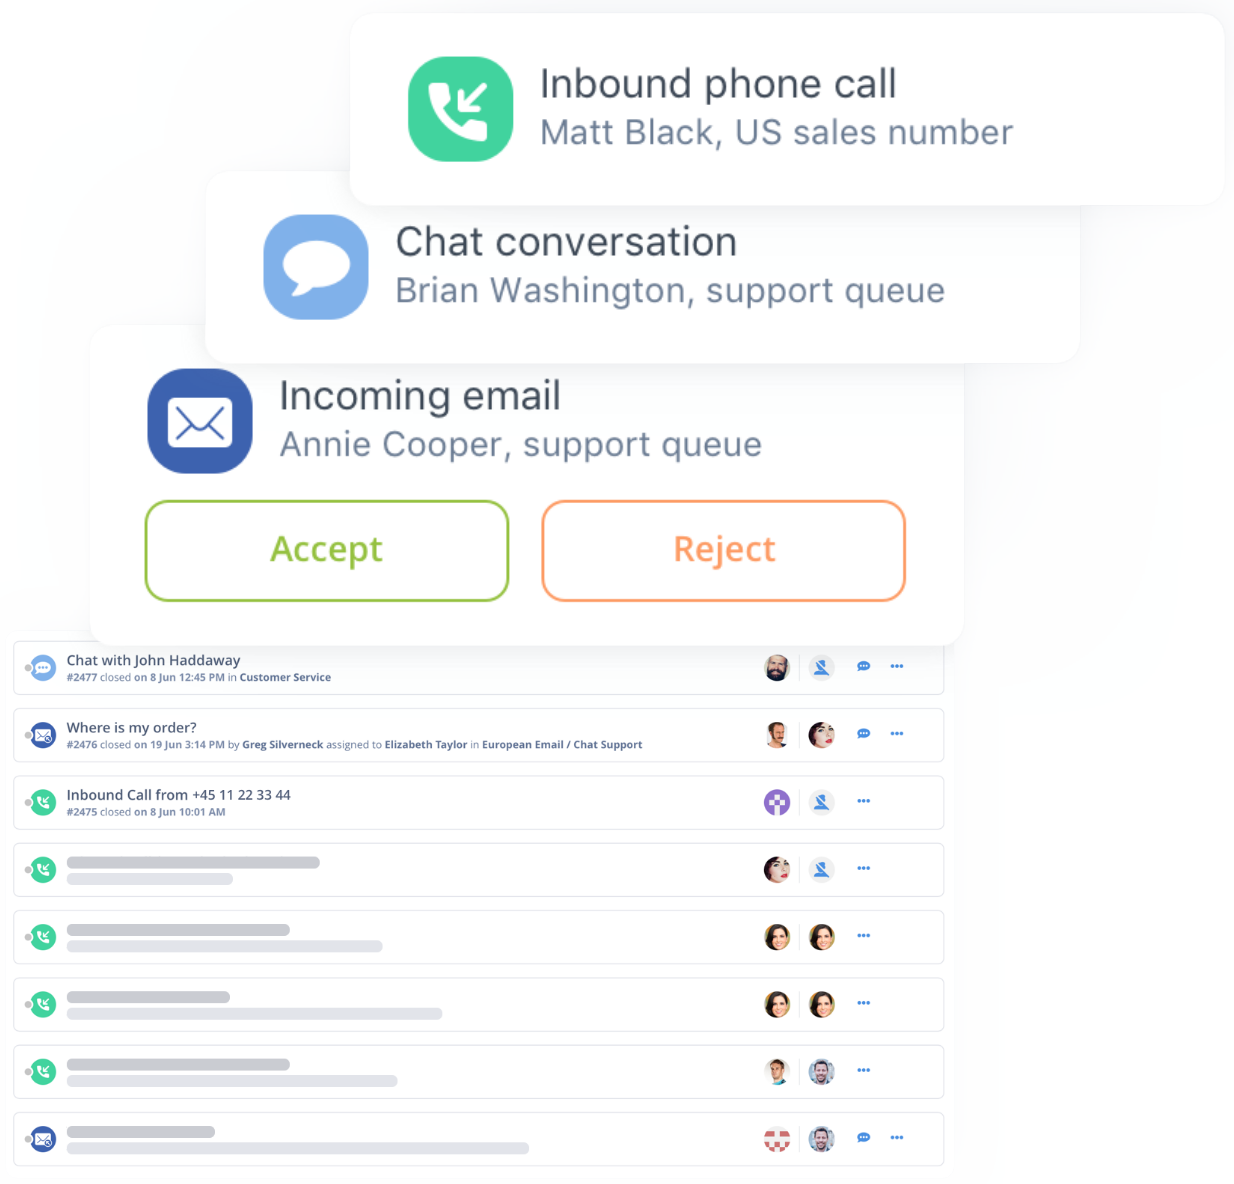 Inbound phone call
Matt Black, US sales number
Chat conversation
Brian Washington, support queue
Incoming email
Annie Cooper, support queue
Accept
Reject
Chat with John Haddaway
#2477 closed on 8 Jun 12:45 PM in Customer Service
Where is my order?
#2476 closed on 19 Jun 3:14 PM by Greg Silverneck assigned to Elizabeth Taylor in European Email / Chat Support
Inbound Call from +45 11 22 33 44
#2475 closed on 8 Jun 10:01 AM